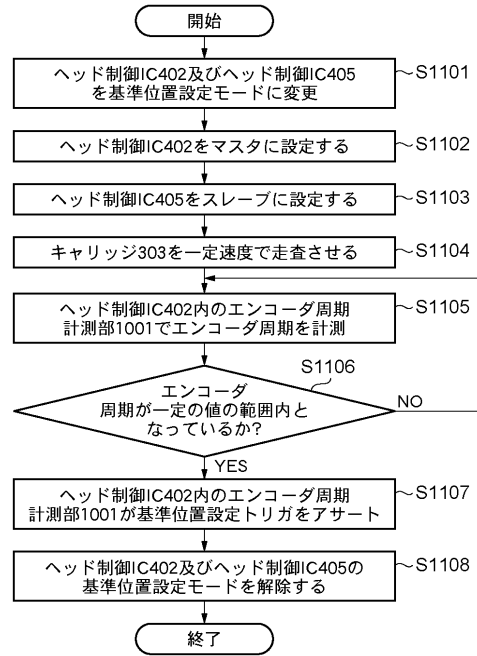 開始
ヘッド制御IC402及びヘッド制御IC405
を基準位置設定モードに変更
S1101
ヘッド制御IC402をマスタに設定する
S1102
ヘッド制御IC405をスレーブに設定する
S1103
キャリッジ303を一定速度で走査させる
S1104
ヘッド制御IC402内のエンコーダ周期
計測部1001でエンコーダ周期を計測
S1105
S1106
エンコーダ
周期が一定の値の範囲内と
なっているか?
NO
YES
ヘッド制御IC402内のエンコーダ周期
計測部1001が基準位置設定トリガをアサート
S1107
ヘッド制御IC402及びヘッド制御IC405の
基準位置設定モードを解除する
S1108
終了